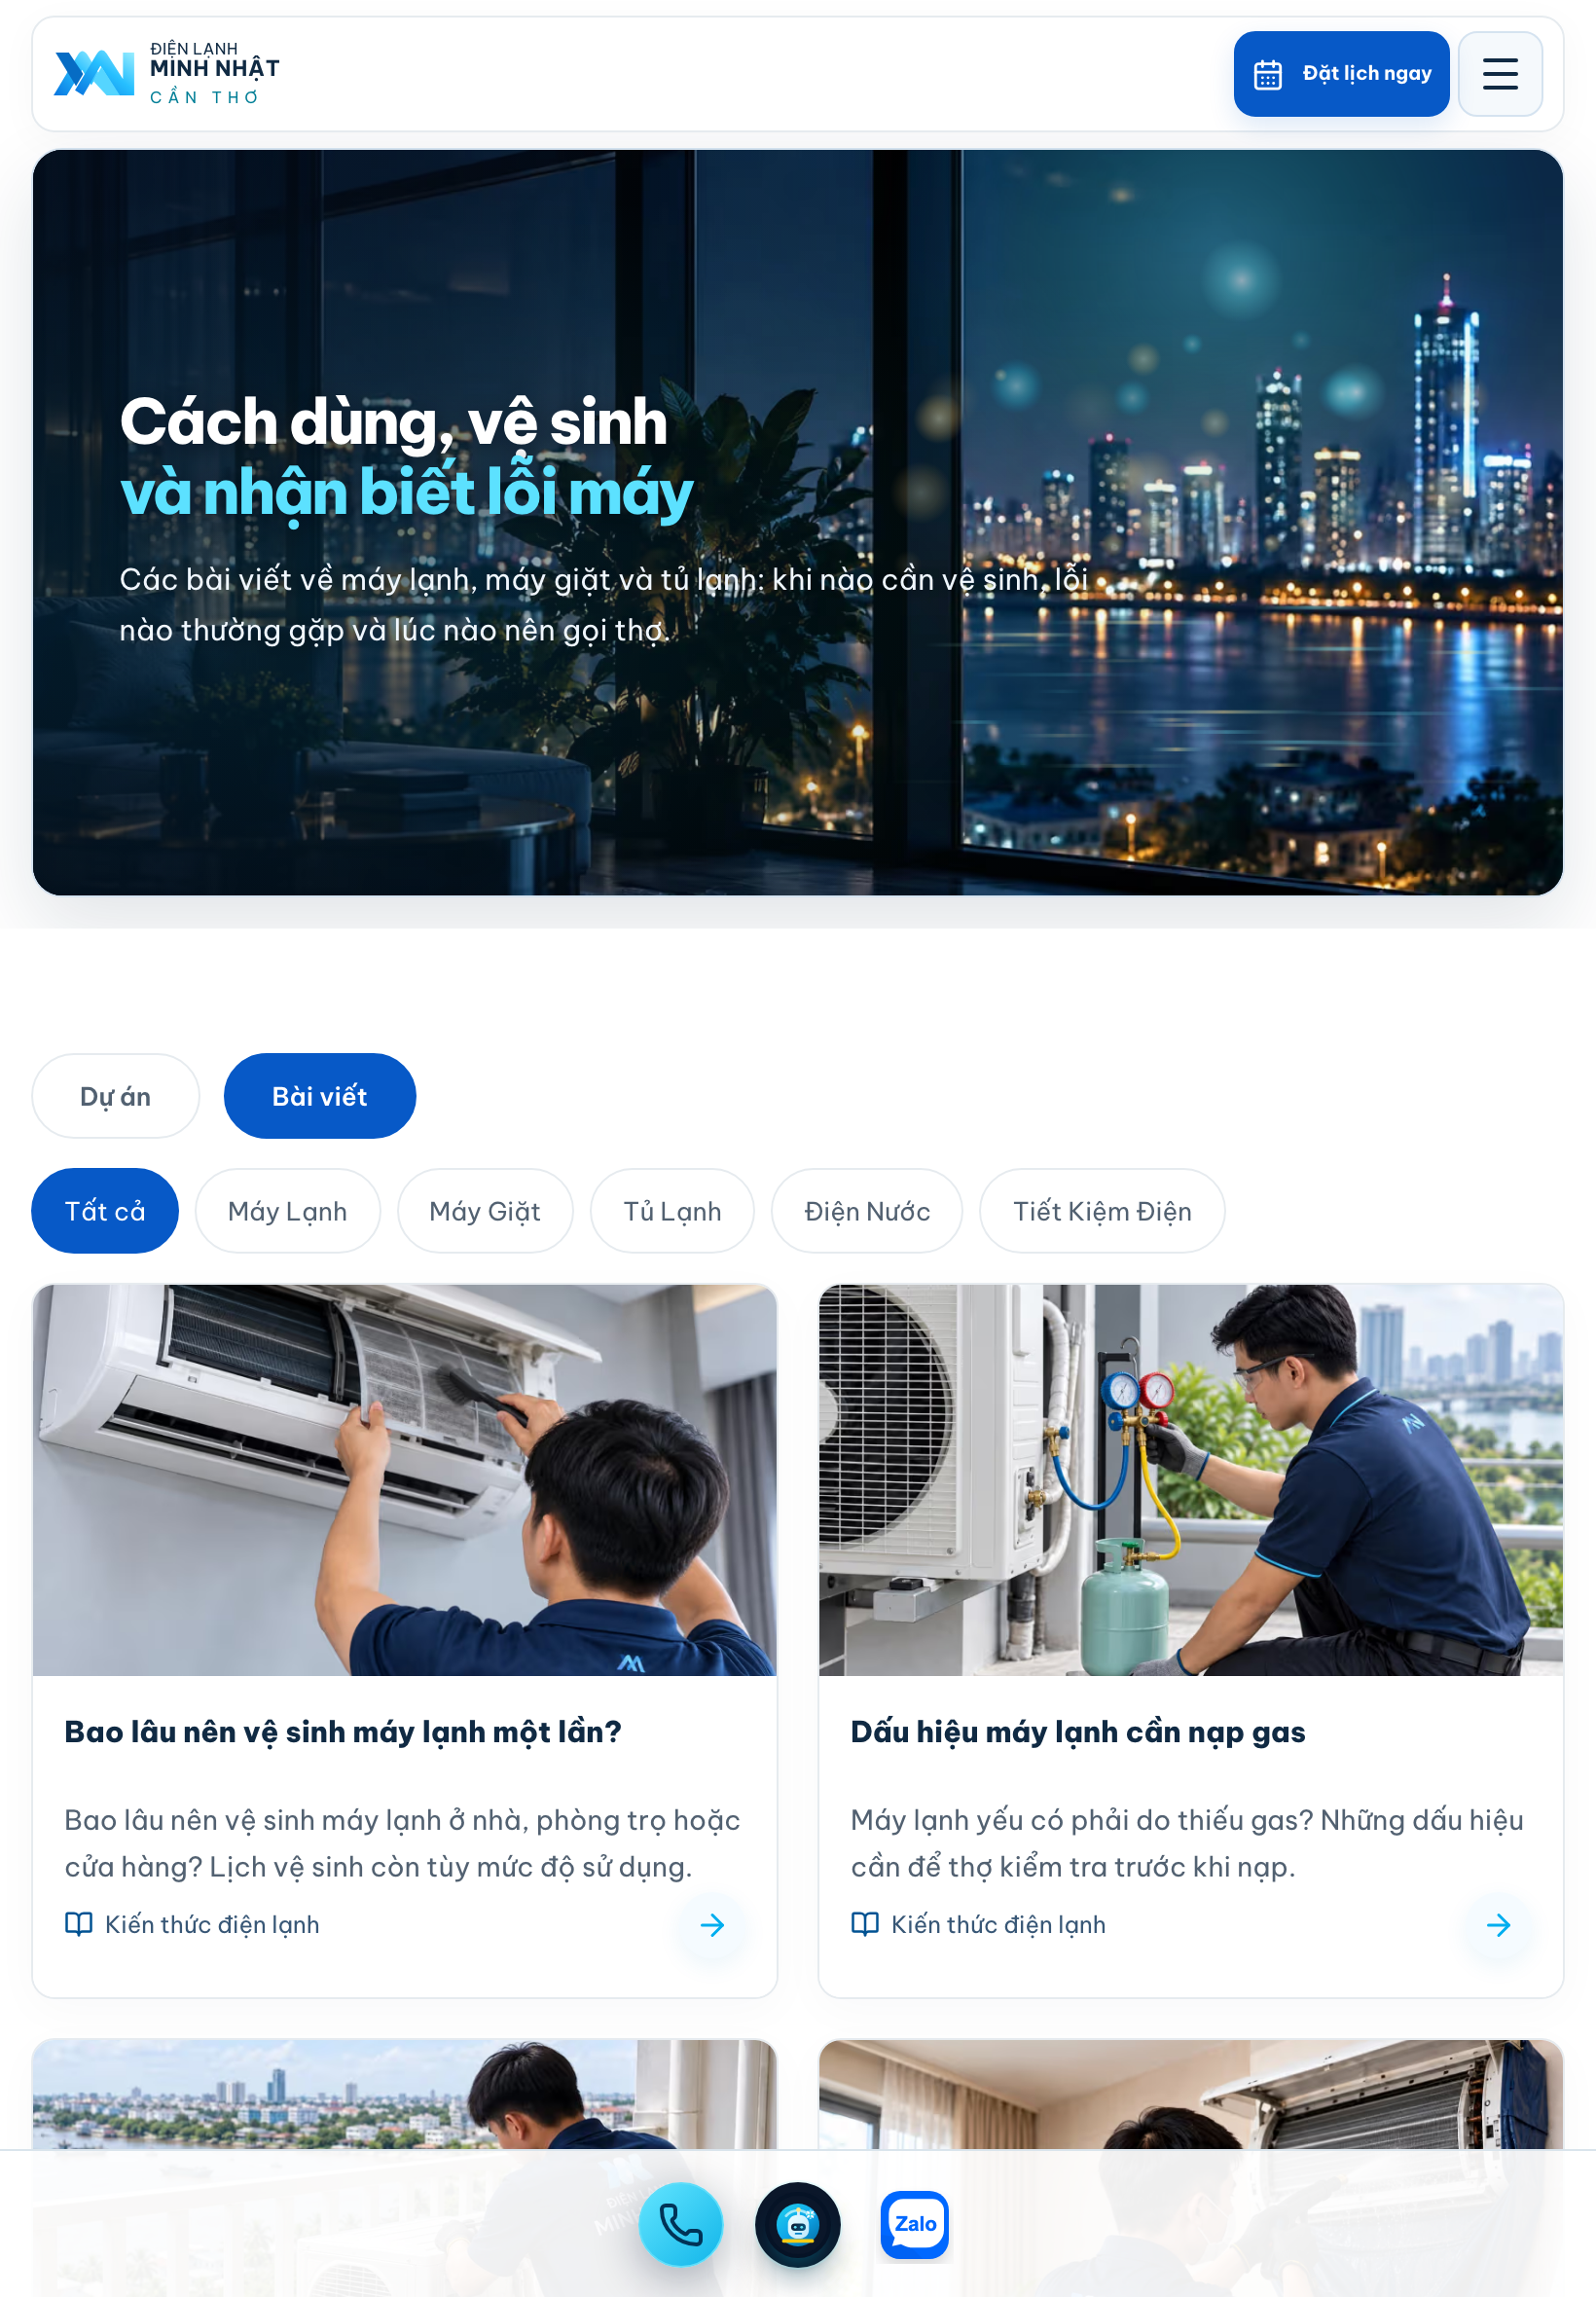 ĐIỆN LẠNH
MINH NHẬT
CẦN THƠ
Đặt lịch ngay
Cách dùng, vệ sinh
và nhận biết lỗi máy
Các bài viết về máy lạnh, máy giặt và tủ lạnh: khi nào cần vệ sinh, lỗi
nào thường gặp và lúc nào nên gọi thợ.
Dự án
Bài viết
Tất cả
Máy Lạnh
Máy Giặt
Tủ Lạnh
Điện Nước
Tiết Kiệm Điện
Bao lâu nên vệ sinh máy lạnh một lần?
Bao lâu nên vệ sinh máy lạnh ở nhà, phòng trọ hoặc
cửa hàng? Lịch vệ sinh còn tùy mức độ sử dụng.
Kiến thức điện lạnh
Dấu hiệu máy lạnh cần nạp gas
Máy lạnh yếu có phải do thiếu gas? Những dấu hiệu
cần để thợ kiểm tra trước khi nạp.
Kiến thức điện lạnh
Zalo